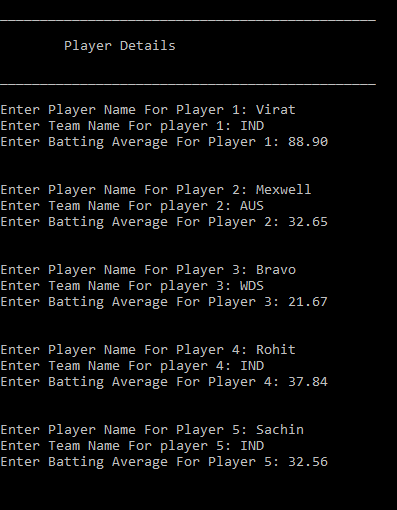 Player Details
Enter Player Name For Player 1: Virat
Enter Team Name For player 1: IND
Enter Batting Average For Player 1: 88.90
Enter Player Name For Player 2: Mexwell
Enter Team Name For player 2: AUS
Enter Batting Average For Player 2: 32.65
Enter Player Name For Player 3: Bravo
Enter Team Name For player 3: WDS
Enter Batting Average For Player 3: 21.67
Enter Player Name For Player 4: Rohit
Enter Team Name For player 4: IND
Enter Batting Average For Player 4: 37.84
Enter Player Name For Player 5: Sachin
Enter Team Name For player 5: IND
Enter Batting Average For Player 5: 32.56